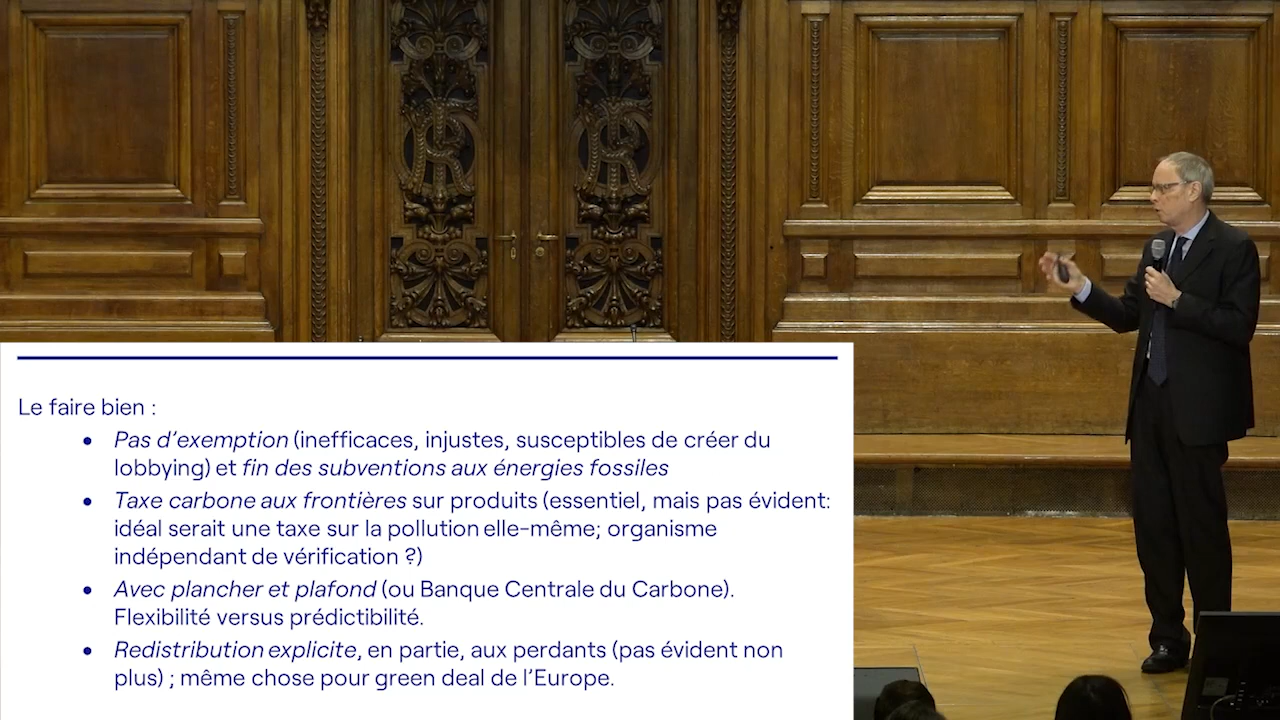 Le faire bien :
• Pas d'exemption (inefficaces, injustes, susceptibles de créer du
lobbying) et fin des subventions aux énergies fossiles
• Taxe carbone aux frontières sur produits (essentiel, mais pas évident:
idéal serait une taxe sur la pollution elle-même; organisme
indépendant de vérification ?)
• Avec plancher et plafond (ou Banque Centrale du Carbone).
Flexibilité versus prédictibilité.
• Redistribution explicite, en partie, aux perdants (pas évident non
plus) ; même chose pour green deal de l'Europe.